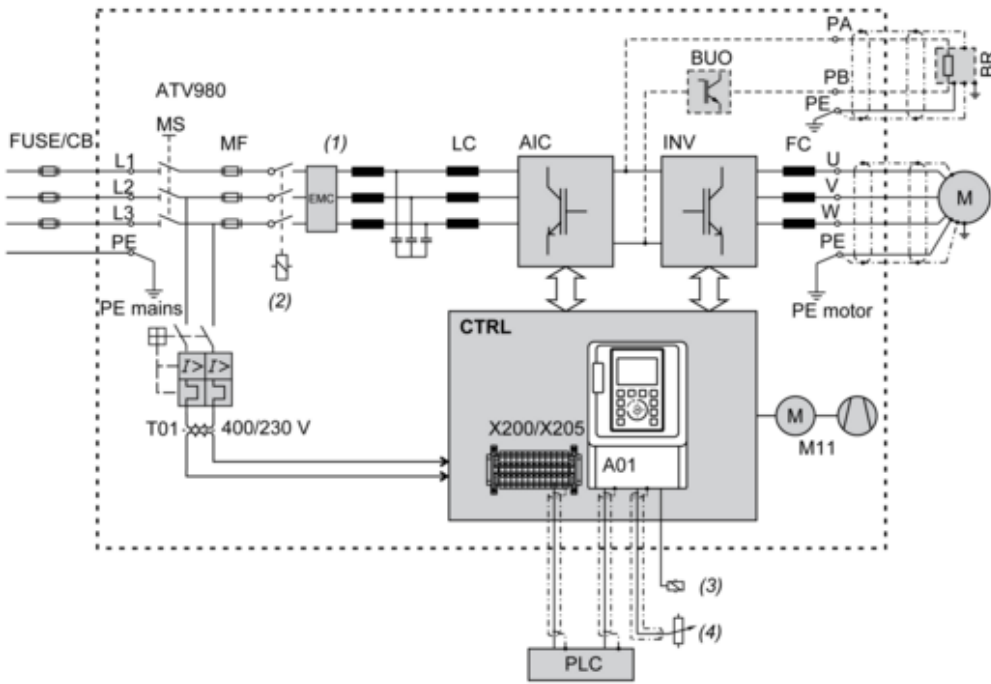 PA
BUO
PB
BR
ATV980
PE
MS
FUSE/CB
MF
(1)
LC
AIC
INV
FC
L1
U
L2
EMC
V
M
L3
W
PE
PE
(2)
PE mains
PE motor
CTRL
I> I>
X200/X205
M
T01
400/230 V
M11
A01
(3)
(4)
PLC